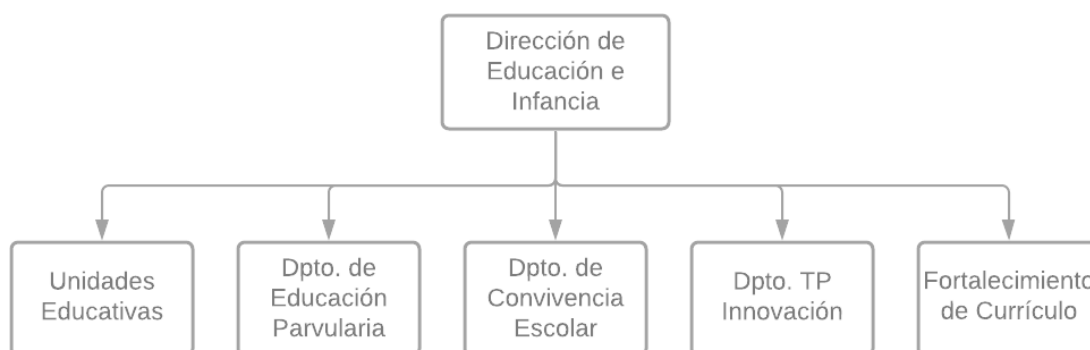 Dirección de
Educación e
Infancia
Unidades
Educativas
Dpto. de
Educación
Parvularia
Dpto. de
Convivencia
Escolar
Dpto. TP
Innovación
Fortalecimiento
de Currículo